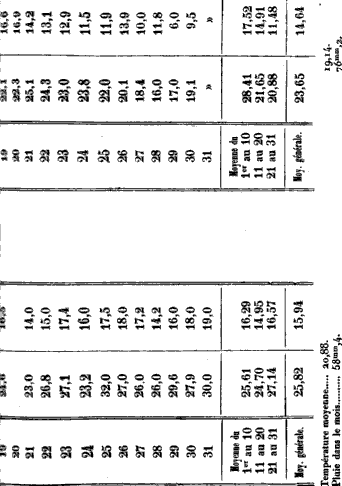 19 19 22,1 16,6
20 20 22,3 16,9
21 23,0 14,0 21 25,1 14,2
22 26,8 15,0 22 24,3 13,1
23 27,1 17,4 23 23,0 12,9
24 23,2 16,0 24 23,8 11,5
25 32,0 17,5 25 22,0 11,9
26 27,0 18,0 26 20,1 13,9
27 26,0 17,2 27 18,4 10,0
28 26,0 14,2 28 16,0 11,8
29 29,6 16,0 29 17,0 6,0
30 27,9 18,0 30 19,1 9,5
31 30,0 19,0 31 » »
Moyenne du Moyenne du
1er au 10 25,61 16,29 1er au 10 28,41 17,52
11 au 20 24,70 14,95 11 au 20 21,65 14,91
21 au 31 27,14 16,57 21 au 31 20,88 11,48
Moy. générale. 25,82 15,94 Moy. générale. 23,65 14,64
Température moyenne..... 20,88. 19,14.
Pluie dans le mois.......... 58mm,4. 76mm,2.